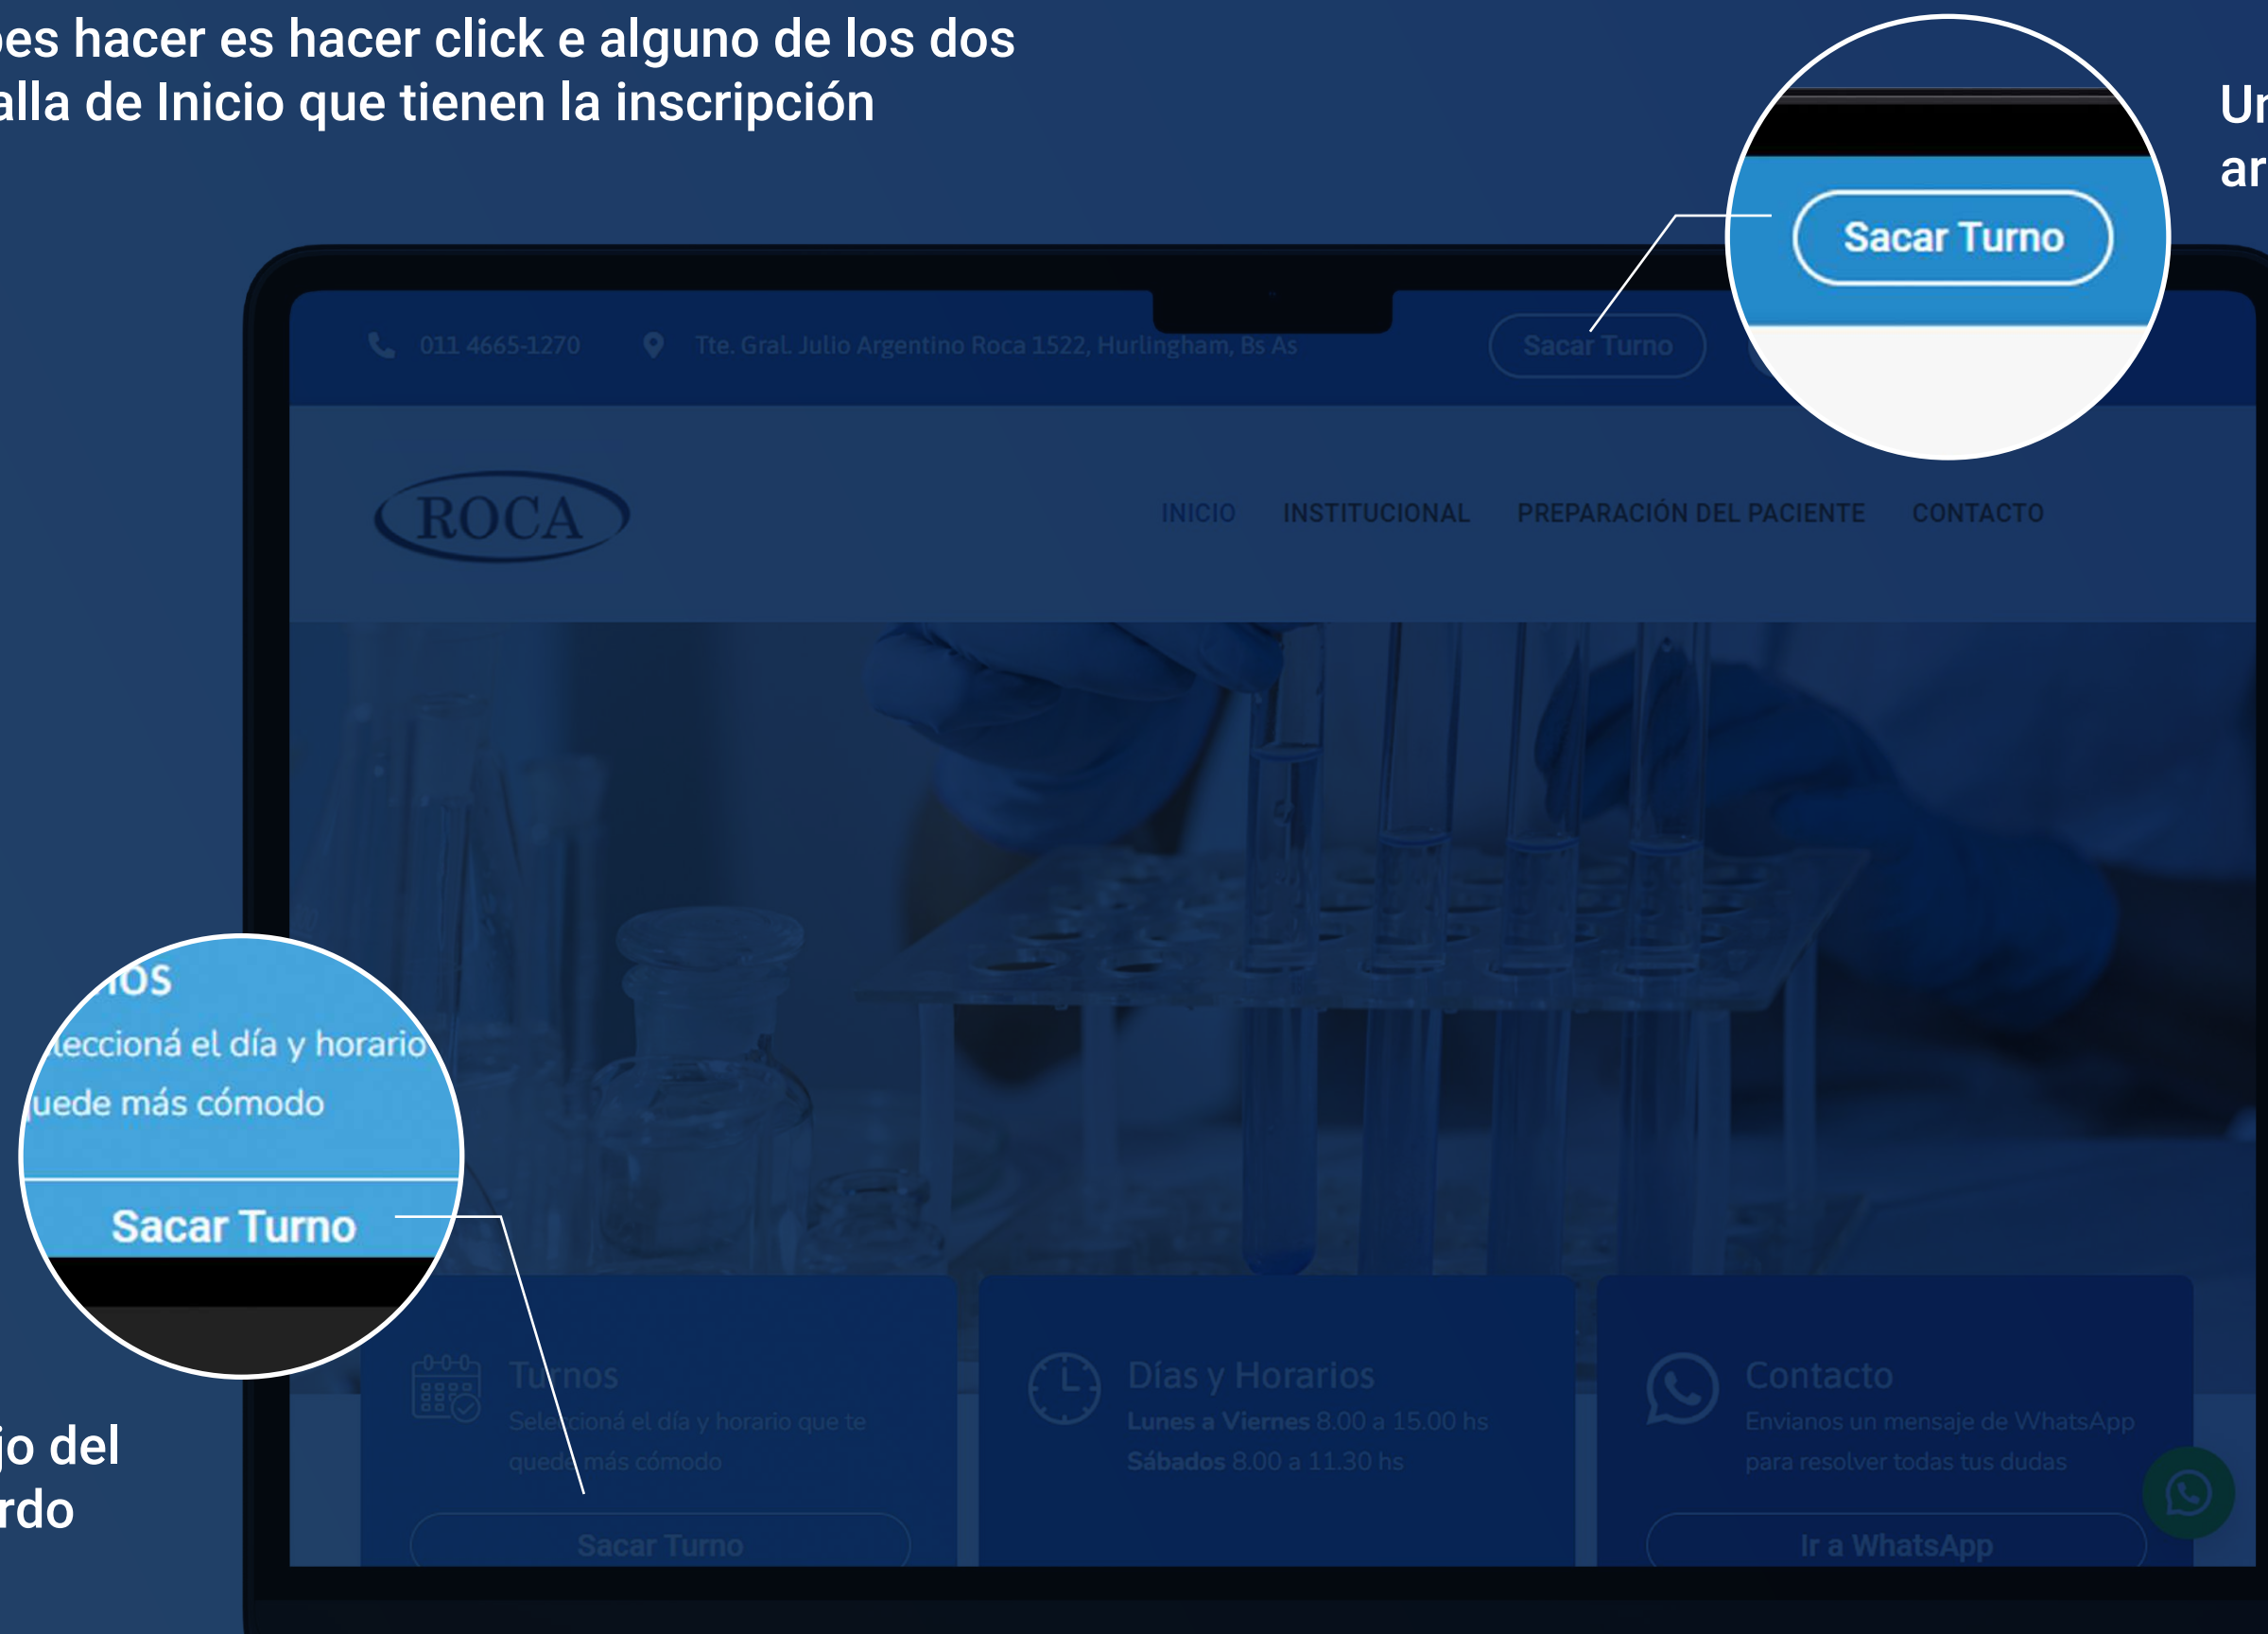 es hacer es hacer click e alguno de los dos
alla de Inicio que tienen la inscripción
Sacar Turno
011 4665-1270
Tte. Gral. Julio Argentino Roca 1522, Hurlingham, Bs As
Sacar Turno
ROCA
INICIO
INSTITUCIONAL
PREPARACIÓN DEL PACIENTE
CONTACTO
os
leccioná el día y horario
uede más cómodo
Sacar Turno
jo del
rdo
Turnos
Seleccioná el día y horario que te
quede más cómodo
Sacar Turno
Días y Horarios
Lunes a Viernes 8.00 a 15.00 hs
Sábados 8.00 a 11.30 hs
Contacto
Envianos un mensaje de WhatsApp
para resolver todas tus dudas
Ir a WhatsApp